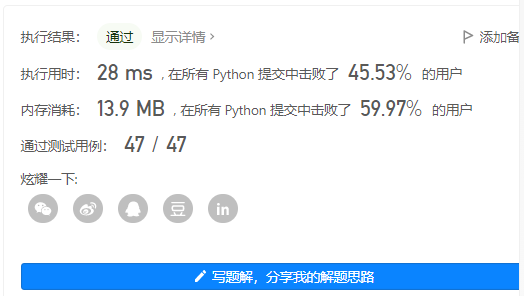 执行结果： 通过 显示详情 › 添加备
执行用时： 28 ms , 在所有 Python 提交中击败了 45.53% 的用户
内存消耗： 13.9 MB , 在所有 Python 提交中击败了 59.97% 的用户
通过测试用例： 47 / 47
炫耀一下:
豆 in
写题解，分享我的解题思路